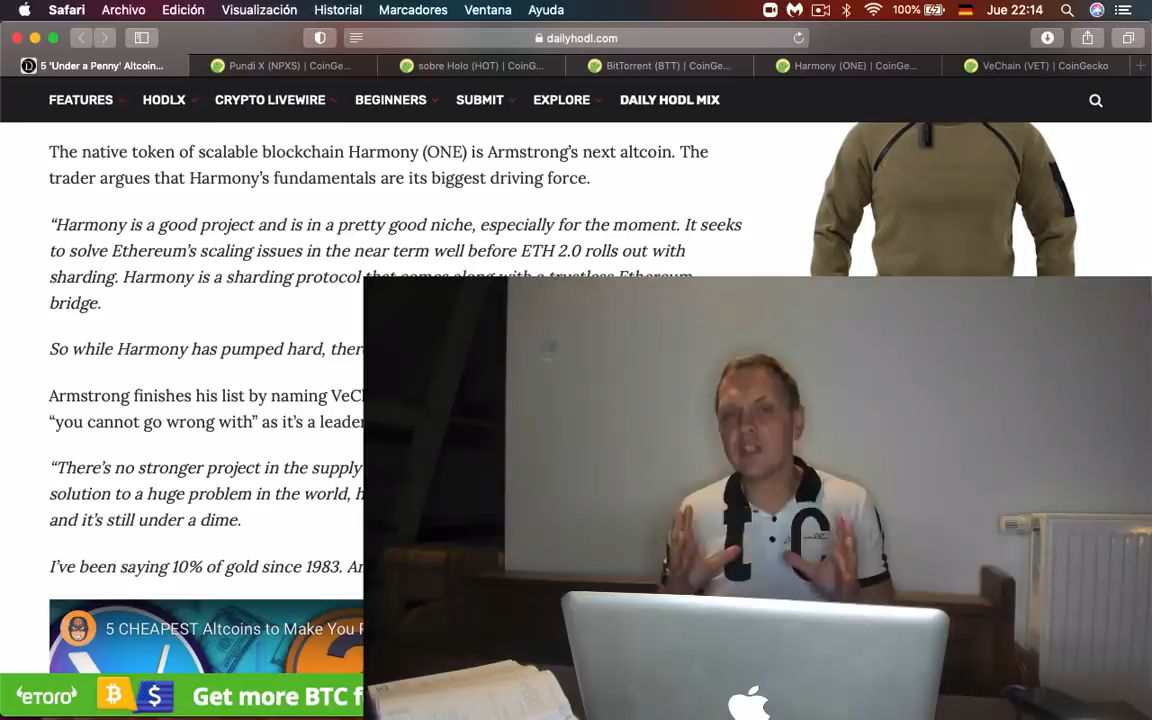 Safari Archivo Edición Visualización Historial Marcadores Ventana Ayuda 100% Jue 22:14
dailyhodl.com
5 'Under a Penny' Altcoin... Pundi X (NPXS) | CoinGe... sobre Holo (HOT) | CoinG... BitTorrent (BTT) | CoinGe... Harmony (ONE) | CoinGe... VeChain (VET) | CoinGecko
FEATURES HODLX CRYPTO LIVEWIRE BEGINNERS SUBMIT EXPLORE DAILY HODL MIX
The native token of scalable blockchain Harmony (ONE) is Armstrong's next altcoin. The
trader argues that Harmony's fundamentals are its biggest driving force.
"Harmony is a good project and is in a pretty good niche, especially for the moment. It seeks
to solve Ethereum's scaling issues in the near term well before ETH 2.0 rolls out with
sharding. Harmony is a sharding protocol that comes along with a trustless Ethereum
bridge.
So while Harmony has pumped hard,
Armstrong finishes his list by naming
"you cannot go wrong with" as it's a leader
"There's no stronger project in the supply
solution to a huge problem in the world,
and it's still under a dime.
I've been saying 10% of gold since 1983.
5 CHEAPEST Altcoins to Make You
eTORO B $ Get more BTC
t c